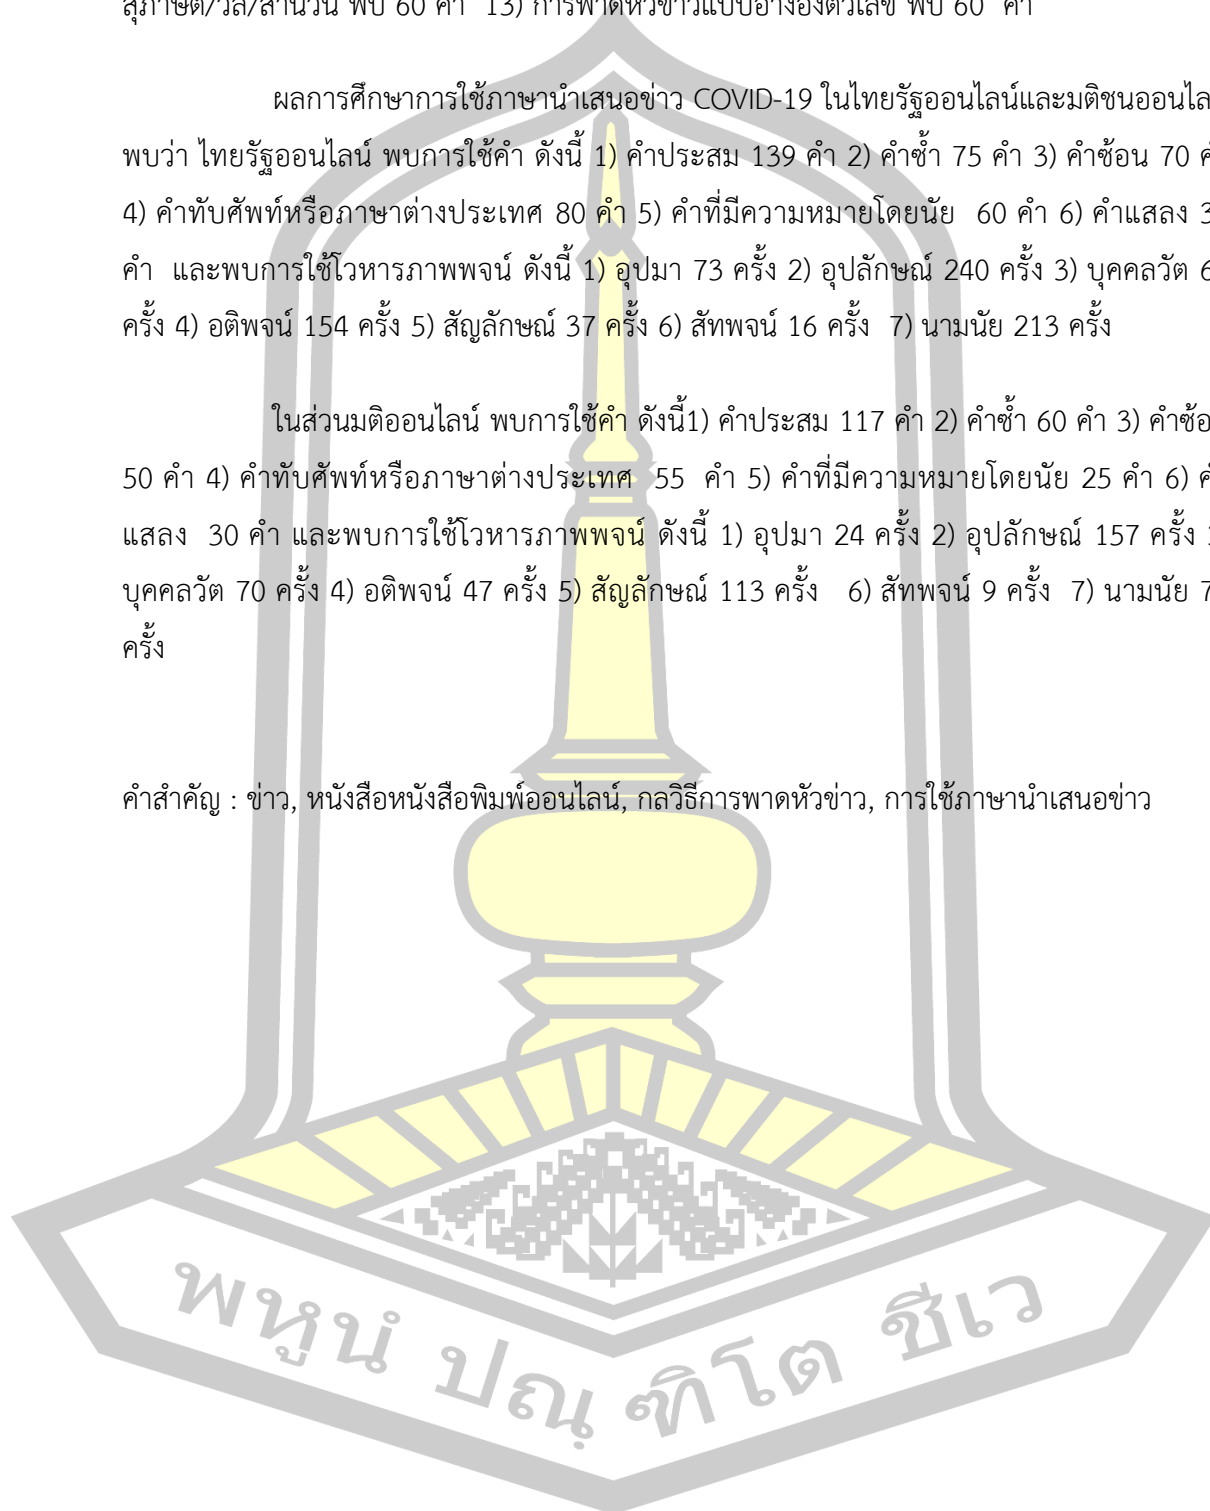 สุภาษิต/วลี/สำนวน พบ 60 คำ 13) การพาดหัวข่าวแบบอ้างอิงตัวเลข พบ 60 คำ
ผลการศึกษาการใช้ภาษานำเสนอข่าว COVID-19 ในไทยรัฐออนไลน์และมติชนออนไล
พบว่า ไทยรัฐออนไลน์ พบการใช้คำ ดังนี้ 1) คำประสม 139 คำ 2) คำซ้ำ 75 คำ 3) คำซ้อน 70
4) คำทับศัพท์หรือภาษาต่างประเทศ 80 คำ 5) คำที่มีความหมายโดยนัย 60 คำ 6) คำแสลง
คำ และพบการใช้โวหารภาพพจน์ ดังนี้ 1) อุปมา 73 ครั้ง 2) อุปลักษณ์ 240 ครั้ง 3) บุคคลวัต
ครั้ง 4) อติพจน์ 154 ครั้ง 5) สัญลักษณ์ 37 ครั้ง 6) สัทพจน์ 16 ครั้ง 7) นามนัย 213 ครั้ง
ในส่วนมติออนไลน์ พบการใช้คำ ดังนี้1) คำประสม 117 คำ 2) คำซ้ำ 60 คำ 3) คำซ้อ
50 คำ 4) คำทับศัพท์หรือภาษาต่างประเทศ 55 คำ 5) คำที่มีความหมายโดยนัย 25 คำ 6)
แสลง 30 คำ และพบการใช้โวหารภาพพจน์ ดังนี้ 1) อุปมา 24 ครั้ง 2) อุปลักษณ์ 157 ครั้ง
บุคคลวัต 70 ครั้ง 4) อติพจน์ 47 ครั้ง 5) สัญลักษณ์ 113 ครั้ง 6) สัทพจน์ 9 ครั้ง 7) นามนัย
ครั้ง
คำสำคัญ : ข่าว, หนังสือหนังสือพิมพ์ออนไลน์, กลวิธีการพาดหัวข่าว, การใช้ภาษานำเสนอข่าว
พหูนํ ปณฺฑิโต ชีเว